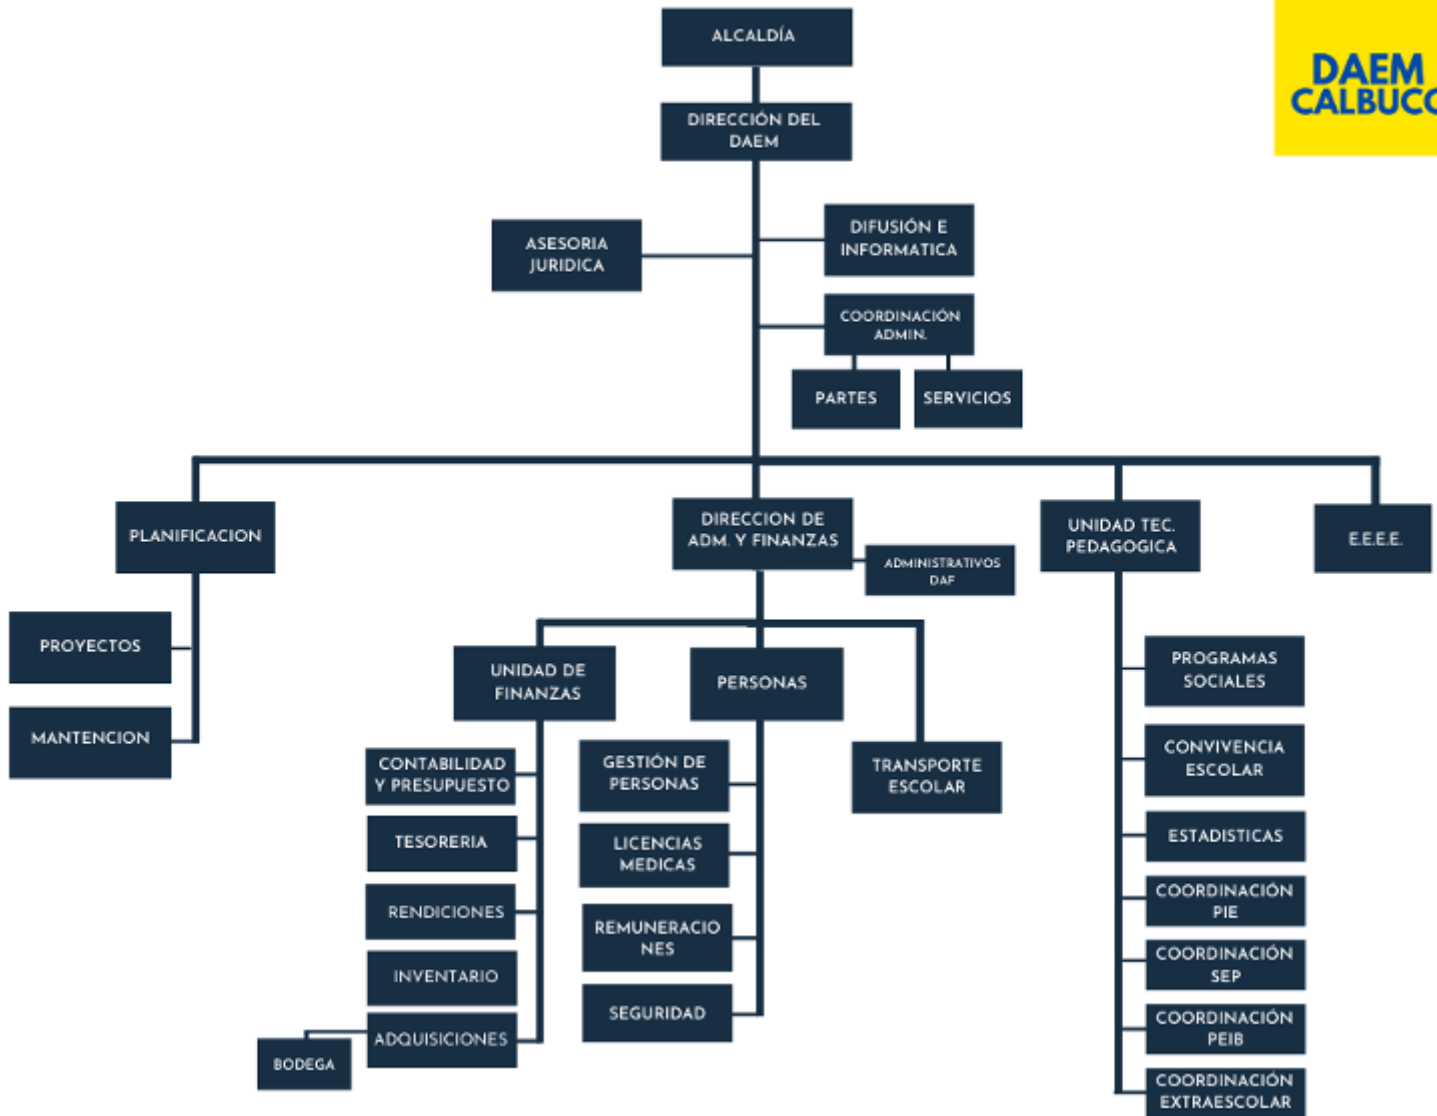 ALCALDÍA
DAEM
CALBUCO
DIRECCIÓN DEL
DAEM
ASESORIA
JURIDICA
DIFUSIÓN E
INFORMATICA
COORDINACIÓN
ADMIN.
PARTES
SERVICIOS
PLANIFICACION
DIRECCION DE
ADM. Y FINANZAS
ADMINISTRATIVOS
DAF
UNIDAD TEC.
PEDAGOGICA
E.E.E.E.
PROYECTOS
MANTENCION
UNIDAD DE
FINANZAS
PERSONAS
TRANSPORTE
ESCOLAR
CONTABILIDAD
Y PRESUPUESTO
TESORERIA
RENDICIONES
INVENTARIO
ADQUISICIONES
BODEGA
GESTIÓN DE
PERSONAS
LICENCIAS
MEDICAS
REMUNERACIO
NES
SEGURIDAD
PROGRAMAS
SOCIALES
CONVIVENCIA
ESCOLAR
ESTADISTICAS
COORDINACIÓN
PIE
COORDINACIÓN
SEP
COORDINACIÓN
PEIB
COORDINACIÓN
EXTRAESCOLAR